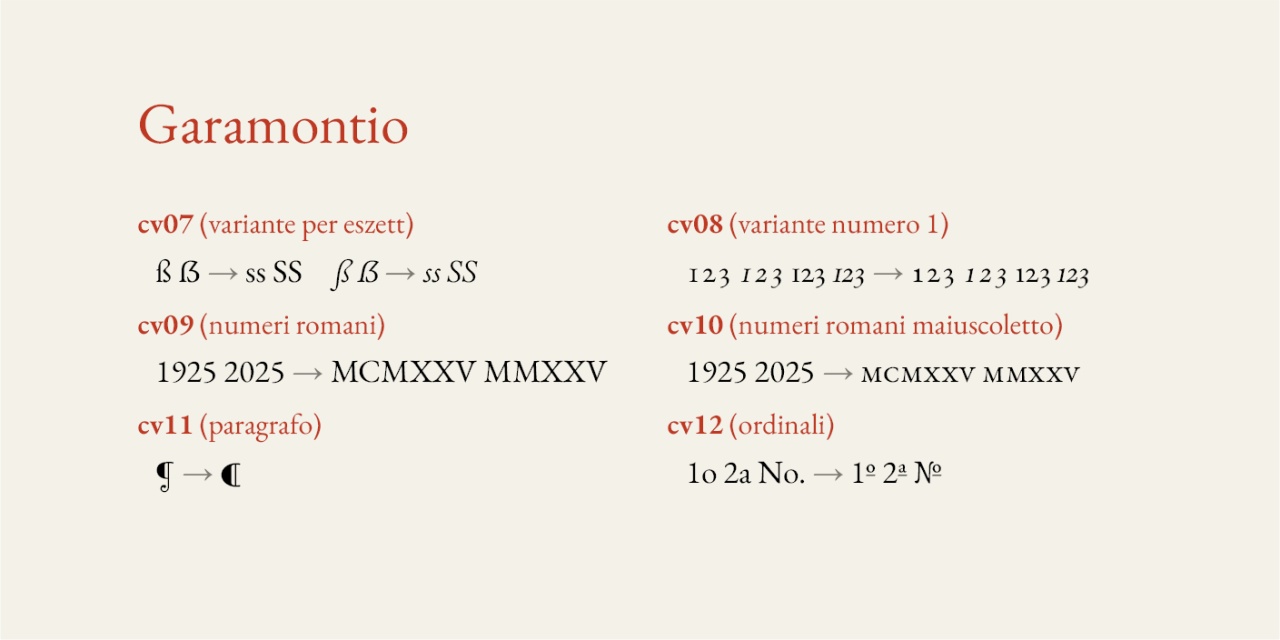 Garamontio
cv07 (variante per eszett)
ß ẞ → ss SS ß ẞ → ss SS
cv08 (variante numero 1)
123 123 123 123 → 123 123 123 123
cv09 (numeri romani)
1925 2025 → MCMXXV MMXXV
cv10 (numeri romani maiuscoletto)
1925 2025 → ᴍᴄᴍxxᴠ ᴍᴍxxᴠ
cv11 (paragrafo)
¶ → ¶
cv12 (ordinali)
1o 2a No. → 1º 2ª №